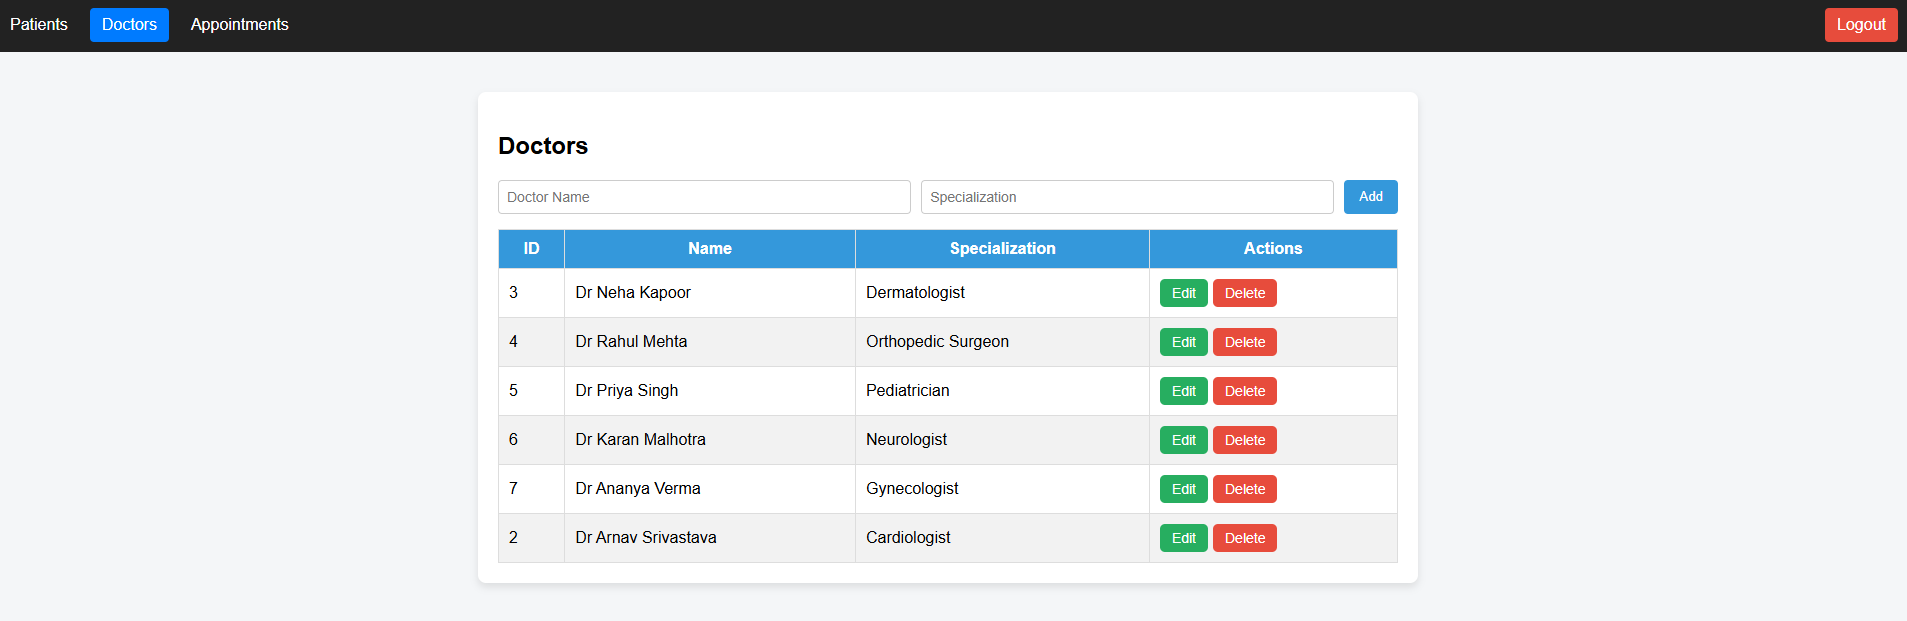 Patients Doctors Appointments Logout
Doctors
Doctor Name Specialization Add
ID Name Specialization Actions
3 Dr Neha Kapoor Dermatologist Edit Delete
4 Dr Rahul Mehta Orthopedic Surgeon Edit Delete
5 Dr Priya Singh Pediatrician Edit Delete
6 Dr Karan Malhotra Neurologist Edit Delete
7 Dr Ananya Verma Gynecologist Edit Delete
2 Dr Arnav Srivastava Cardiologist Edit Delete